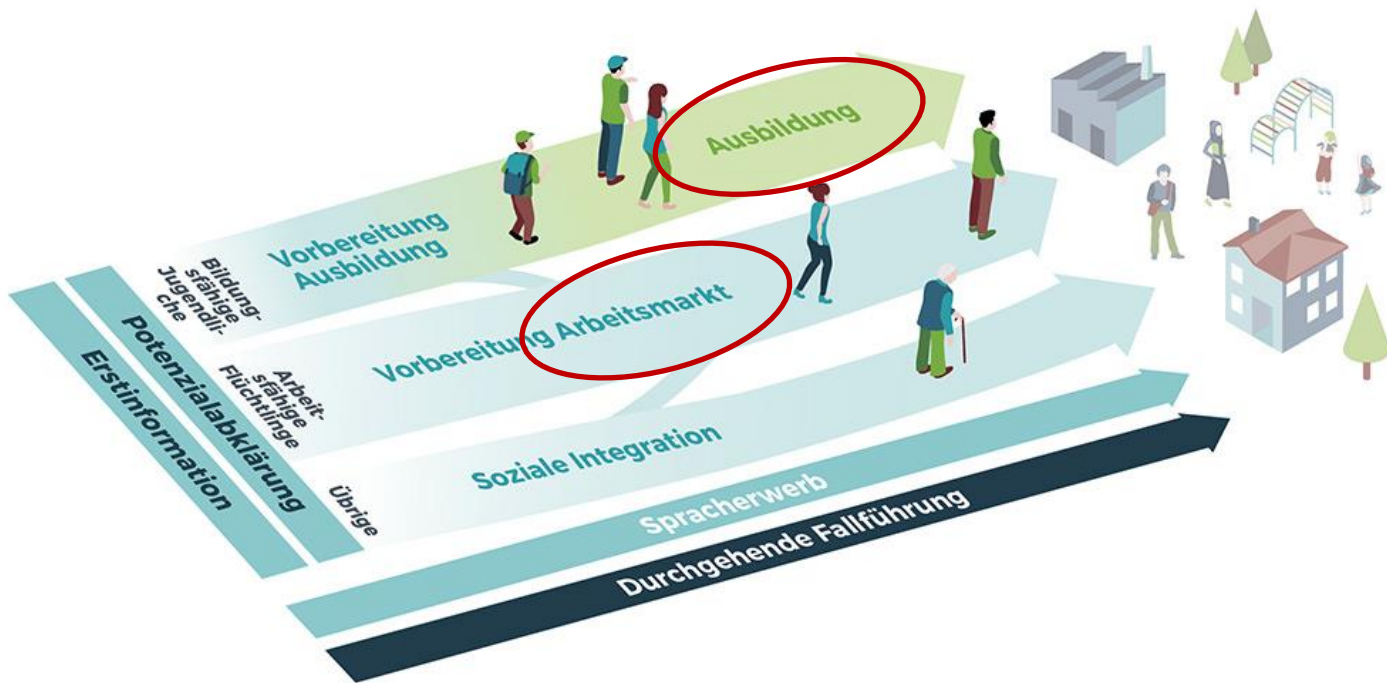 Erstinformation
Potenzialabklärung
Bildung-
sfähige
Jugendli-
che
Vorbereitung
Ausbildung
Ausbildung
Arbeit-
sfähige
Flüchtlinge
Vorbereitung Arbeitsmarkt
Übrige
Soziale Integration
Spracherwerb
Durchgehende Fallführung